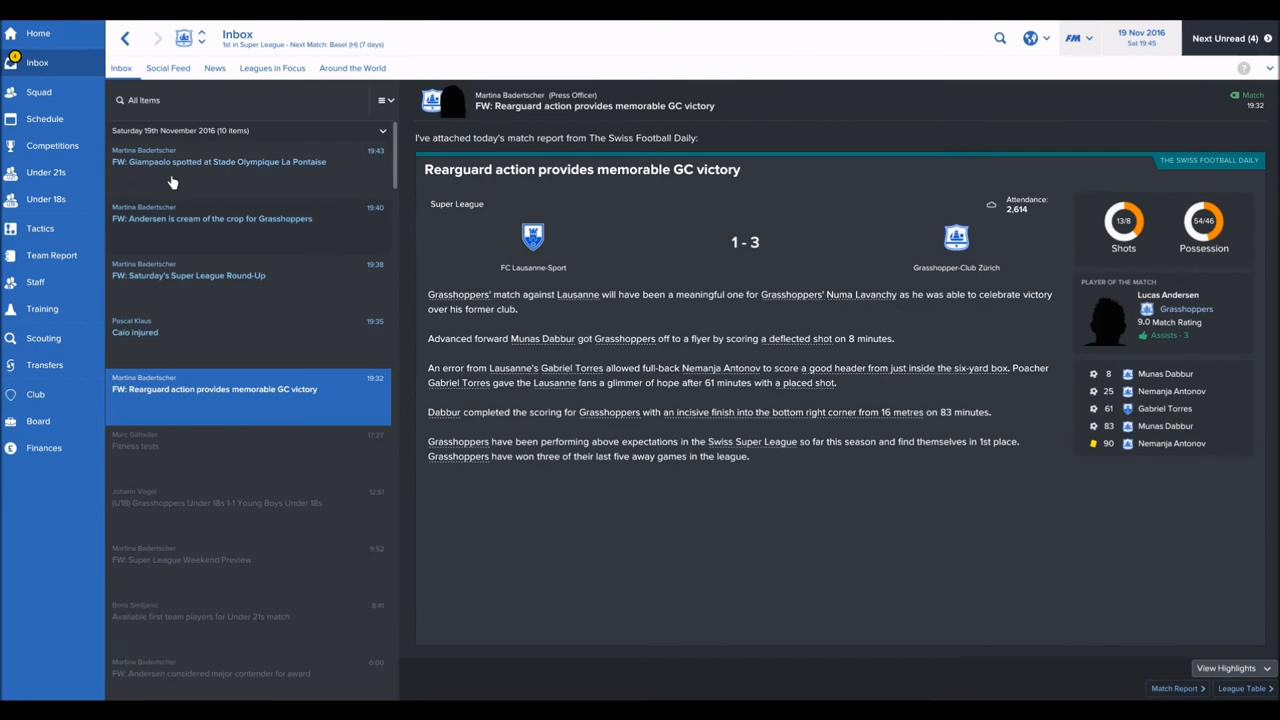 Home
Inbox
4
Squad
Schedule
Competitions
Under 21s
Under 18s
Tactics
Team Report
Staff
Training
Scouting
Transfers
Club
Board
Finances
Inbox
1st in Super League - Next Match: Basel (H) (7 days)
FM
19 Nov 2016
Sat 19:45
Next Unread (4)
Inbox
Social Feed
News
Leagues in Focus
Around the World
?
All Items
Saturday 19th November 2016 (10 items)
Martina Badertscher 19:43
FW: Giampaolo spotted at Stade Olympique La Pontaise
Martina Badertscher 19:40
FW: Andersen is cream of the crop for Grasshoppers
Martina Badertscher 19:38
FW: Saturday's Super League Round-Up
Pascal Klaus 19:35
Caio injured
Martina Badertscher 19:32
FW: Rearguard action provides memorable GC victory
Marc Gähwiler 17:27
Fitness tests
Johann Vogel 12:51
(U18) Grasshoppers Under 18s 1-1 Young Boys Under 18s
Martina Badertscher 9:52
FW: Super League Weekend Preview
Boris Smiljanic 8:41
Available first team players for Under 21s match
Martina Badertscher 6:00
FW: Andersen considered major contender for award
Martina Badertscher (Press Officer)
FW: Rearguard action provides memorable GC victory
Match
19:32
I've attached today's match report from The Swiss Football Daily:
THE SWISS FOOTBALL DAILY
Rearguard action provides memorable GC victory
Super League
Attendance:
2,614
1 - 3
FC Lausanne-Sport
Grasshopper-Club Zürich
Grasshoppers' match against Lausanne will have been a meaningful one for Grasshoppers' Numa Lavanchy as he was able to celebrate victory
over his former club.
Advanced forward Munas Dabbur got Grasshoppers off to a flyer by scoring a deflected shot on 8 minutes.
An error from Lausanne's Gabriel Torres allowed full-back Nemanja Antonov to score a good header from just inside the six-yard box. Poacher
Gabriel Torres gave the Lausanne fans a glimmer of hope after 61 minutes with a placed shot.
Dabbur completed the scoring for Grasshoppers with an incisive finish into the bottom right corner from 16 metres on 83 minutes.
Grasshoppers have been performing above expectations in the Swiss Super League so far this season and find themselves in 1st place.
Grasshoppers have won three of their last five away games in the league.
13/8
Shots
54/46
Possession
PLAYER OF THE MATCH
Lucas Andersen
Grasshoppers
9.0 Match Rating
Assists - 3
8 Munas Dabbur
25 Nemanja Antonov
61 Gabriel Torres
83 Munas Dabbur
90 Nemanja Antonov
View Highlights
Match Report
League Table